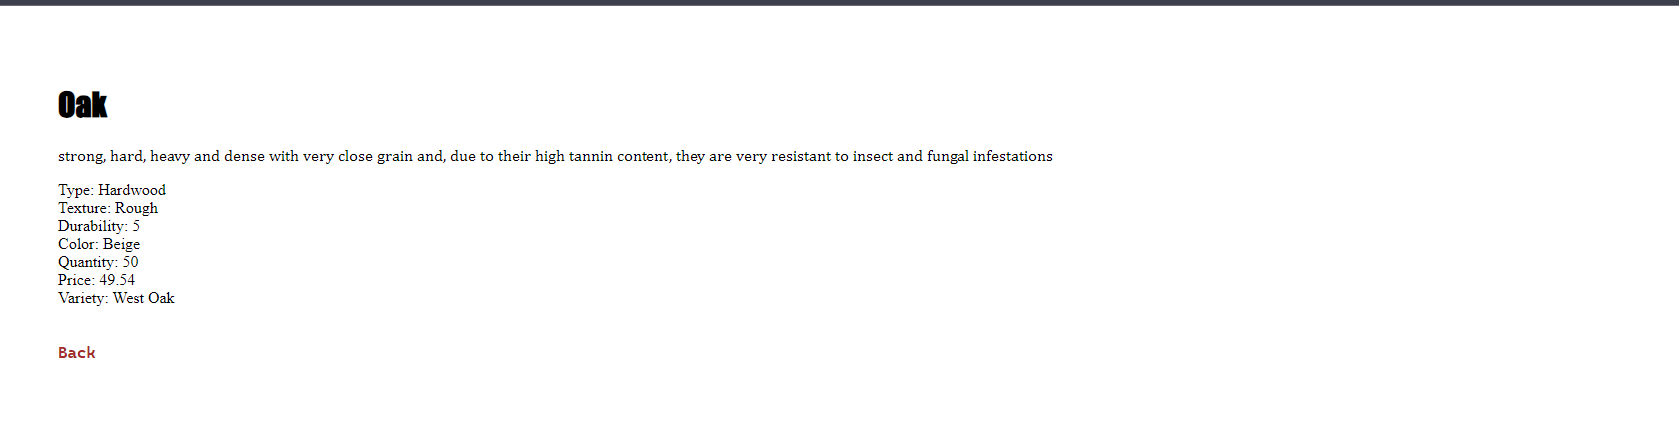 Oak
strong, hard, heavy and dense with very close grain and, due to their high tannin content, they are very resistant to insect and fungal infestations
Type: Hardwood
Texture: Rough
Durability: 5
Color: Beige
Quantity: 50
Price: 49.54
Variety: West Oak
Back